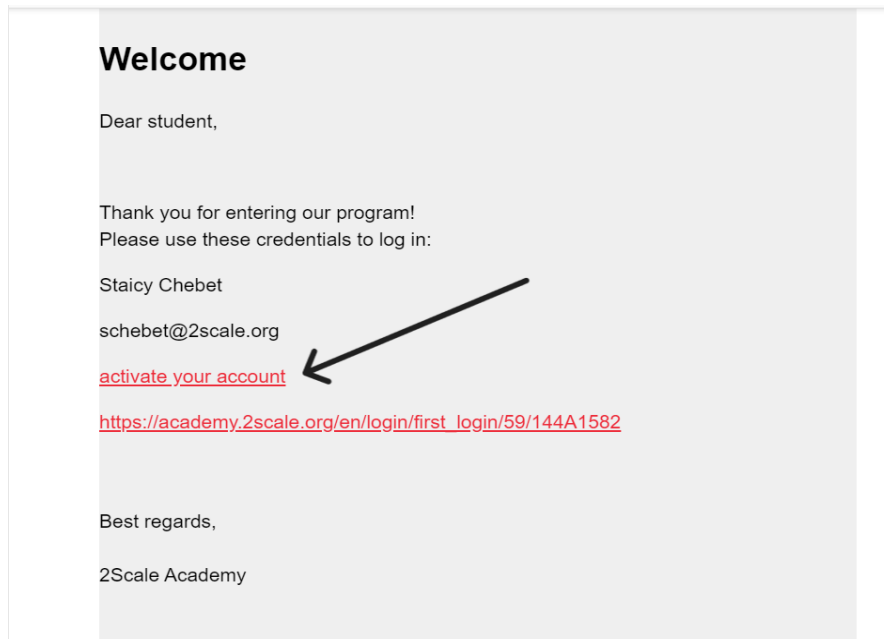 Welcome
Dear student,
Thank you for entering our program!
Please use these credentials to log in:
Staicy Chebet
schebet@2scale.org
activate your account
https://academy.2scale.org/en/login/first_login/59/144A1582
Best regards,
2Scale Academy